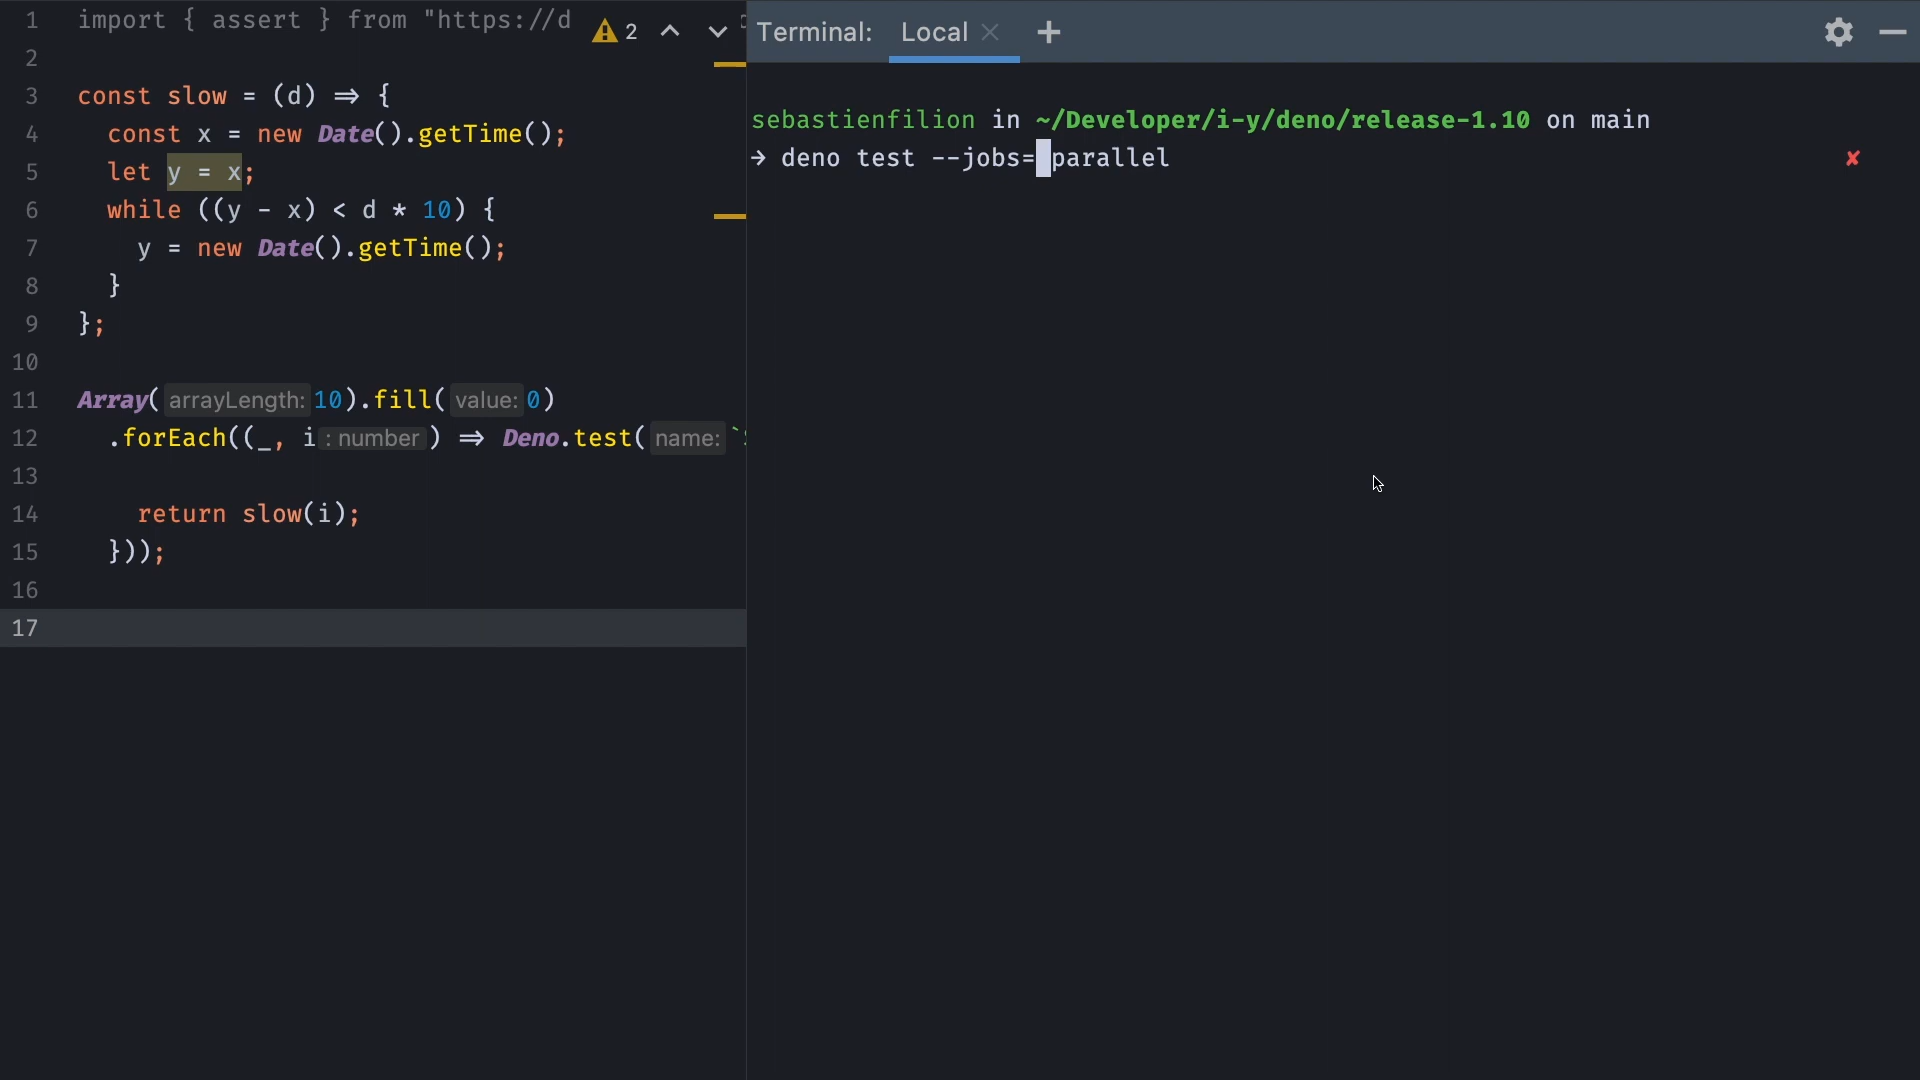 1 import { assert } from "https://d
2
3 const slow = (d) ⇒ {
4 const x = new Date().getTime();
5 let y = x;
6 while ((y - x) < d * 10) {
7 y = new Date().getTime();
8 }
9 };
10
11 Array( arrayLength: 10).fill( value: 0)
12 .forEach((_, i : number ) ⇒ Deno.test( name: `
13
14 return slow(i);
15 }));
16
17
2
Terminal: Local
sebastienfilion in ~/Developer/i-y/deno/release-1.10 on main
→ deno test --jobs= parallel ✘